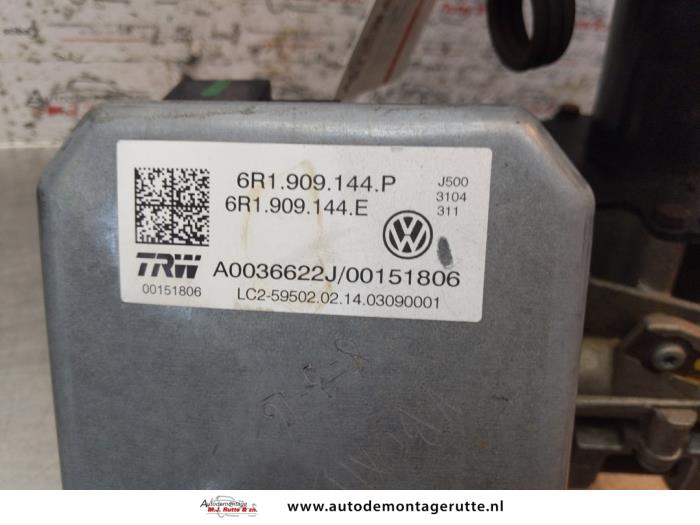 6R1.909.144.P
6R1.909.144.E
J500
3104
311
TRW
A0036622J/00151806
00151806
LC2-59502.02.14.03090001
Autodemontage
M.J. Rutte & zn.
www.autodemontagerutte.nl